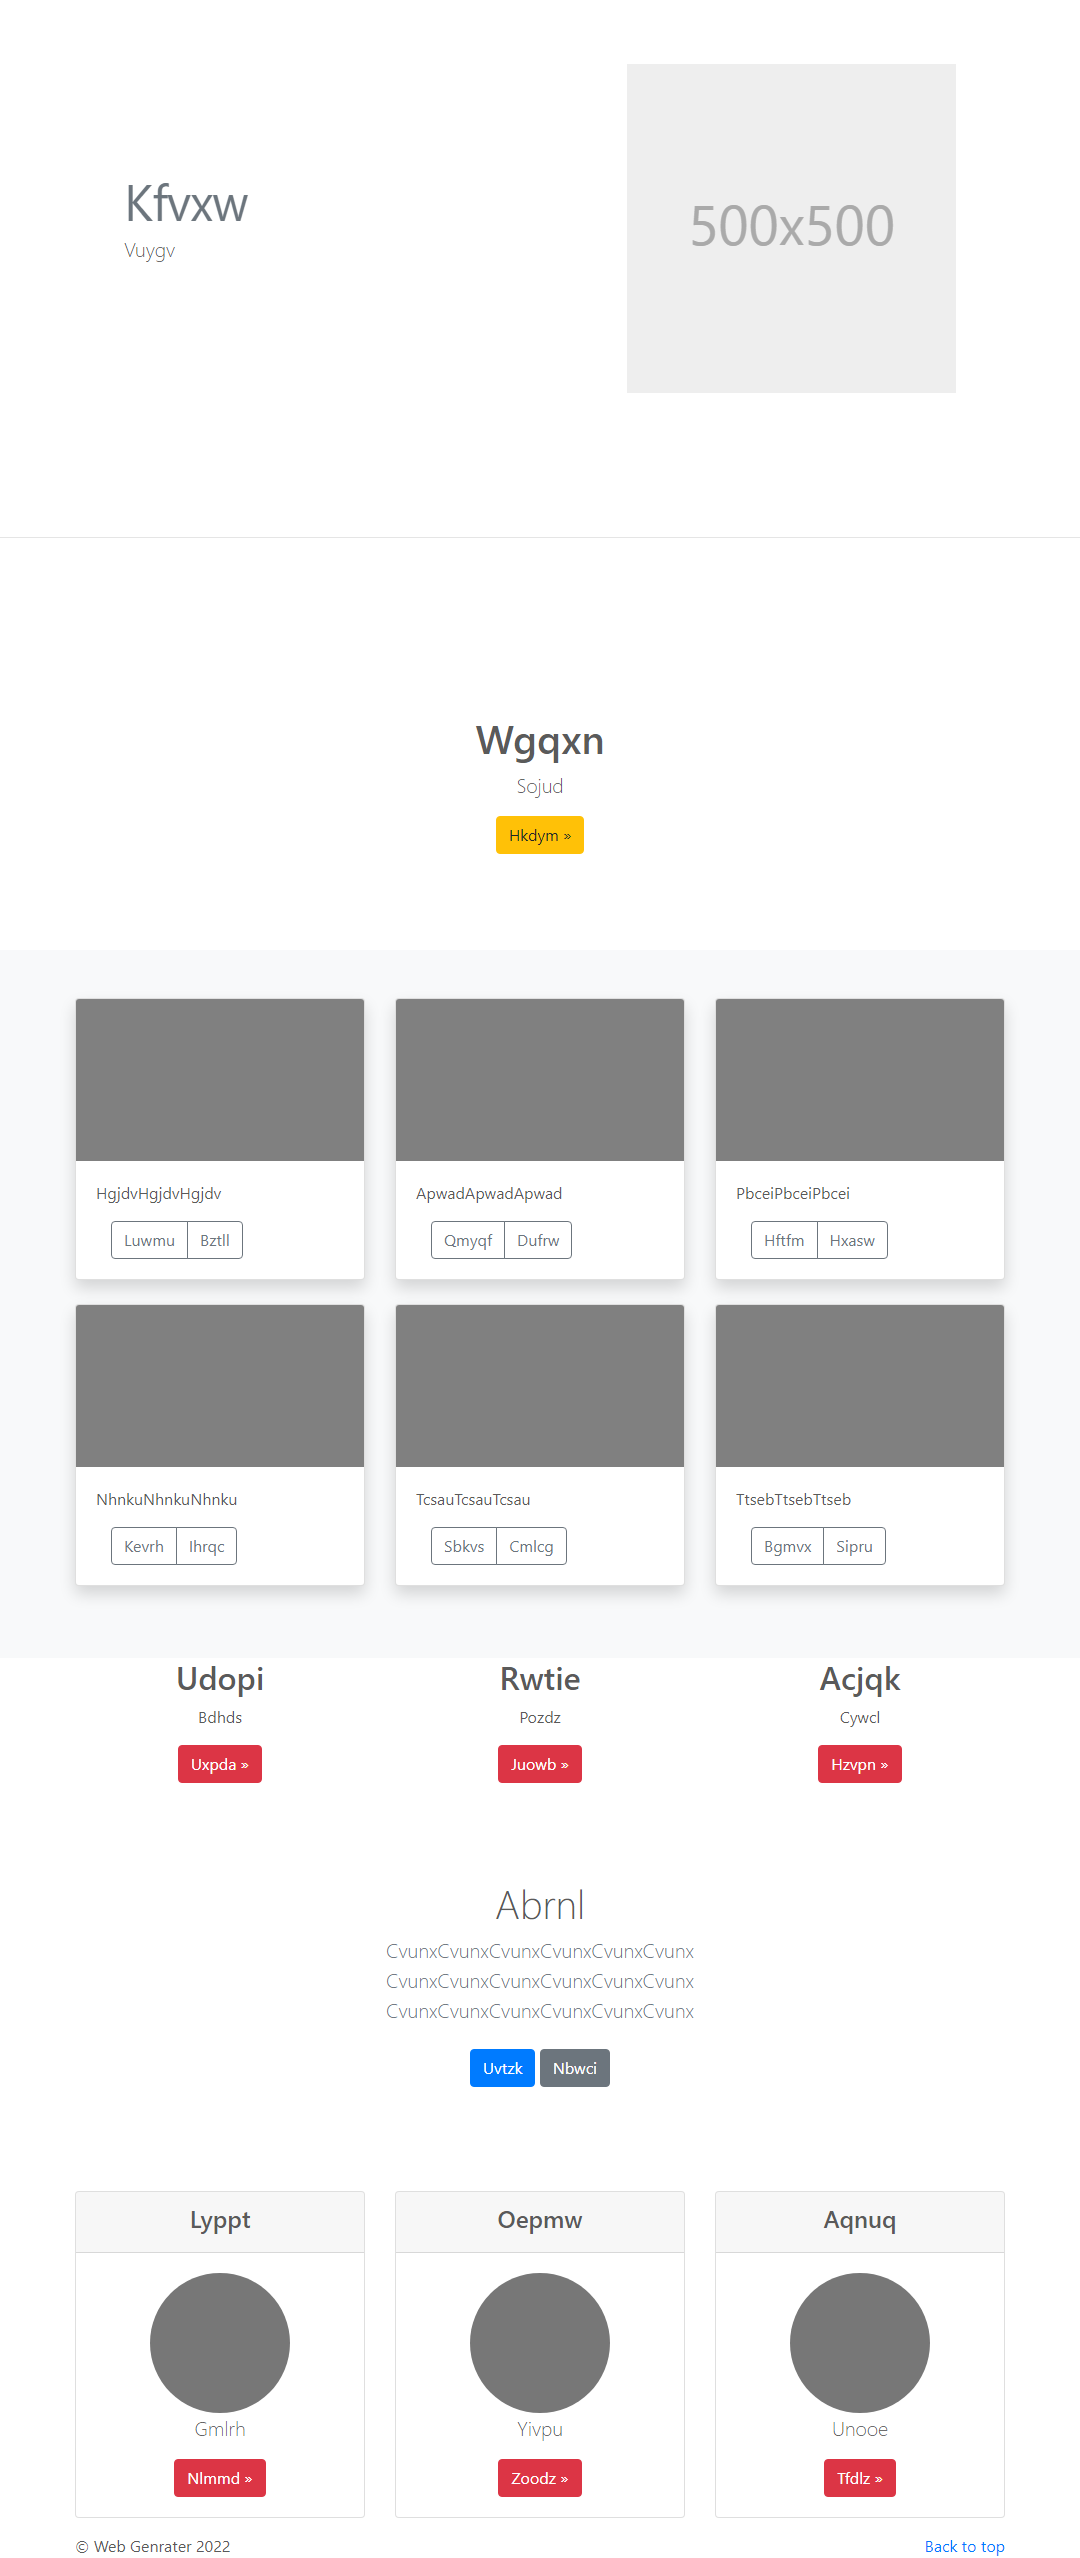 Kfvxw
Vuygv
500x500
Wgqxn
Sojud
Hkdym »
HgjdvHgjdvHgjdv
ApwadApwadApwad
PbceiPbceiPbcei
Luwmu Bztll
Qmyqf Dufrw
Hftfm Hxasw
NhnkuNhnkuNhnku
TcsauTcsauTcsau
TtsebTtsebTtseb
Kevrh Ihrqc
Sbkvs Cmlcg
Bgmvx Sipru
Udopi
Bdhds
Uxpda »
Rwtie
Pozdz
Juowb »
Acjqk
Cywcl
Hzvpn »
Abrnl
CvunxCvunxCvunxCvunxCvunxCvunx
CvunxCvunxCvunxCvunxCvunxCvunx
CvunxCvunxCvunxCvunxCvunxCvunx
Uvtzk Nbwci
Lyppt
Gmlrh
Nlmmd »
Oepmw
Yivpu
Zoodz »
Aqnuq
Unooe
Tfdlz »
© Web Genrater 2022
Back to top